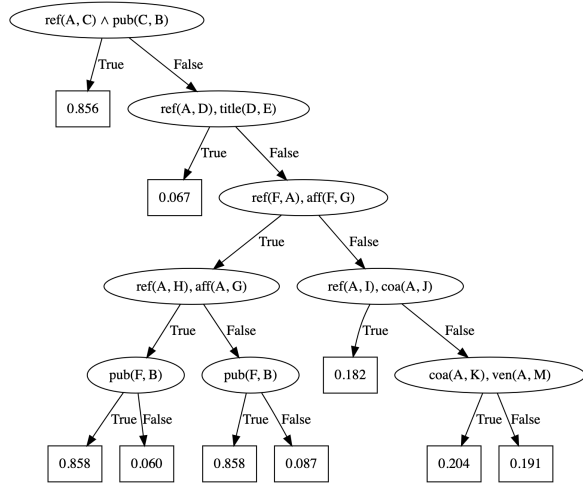 ref(A, C) ∧ pub(C, B)
True
False
0.856
ref(A, D), title(D, E)
True
False
0.067
ref(F, A), aff(F, G)
True
False
ref(A, H), aff(A, G)
ref(A, I), coa(A, J)
True
False
True
False
pub(F, B)
pub(F, B)
0.182
coa(A, K), ven(A, M)
True
False
True
False
True
False
0.858
0.060
0.858
0.087
0.204
0.191